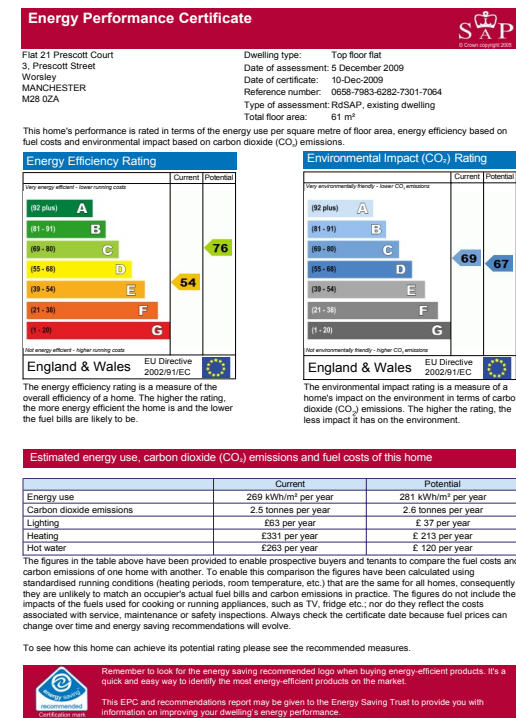 Energy Performance Certificate
SAP
© Crown copyright 2005
Flat 21 Prescott Court
3, Prescott Street
Worsley
MANCHESTER
M28 0ZA
Dwelling type: Top floor flat
Date of assessment: 5 December 2009
Date of certificate: 10-Dec-2009
Reference number: 0658-7983-6282-7301-7064
Type of assessment: RdSAP, existing dwelling
Total floor area: 61 m²
This home's performance is rated in terms of the energy use per square metre of floor area, energy efficiency based on
fuel costs and environmental impact based on carbon dioxide (CO₂) emissions.
Energy Efficiency Rating
Current Potential
Very energy efficient - lower running costs
(92 plus) A
(81 - 91) B
(69 - 80) C
(55 - 68) D
(39 - 54) E
(21 - 38) F
(1 - 20) G
76
54
Not energy efficient - higher running costs
England & Wales
EU Directive
2002/91/EC
The energy efficiency rating is a measure of the
overall efficiency of a home. The higher the rating,
the more energy efficient the home is and the lower
the fuel bills are likely to be.
Environmental Impact (CO₂) Rating
Current Potential
Very environmentally friendly - lower CO₂ emissions
(92 plus) A
(81 - 91) B
(69 - 80) C
(55 - 68) D
(39 - 54) E
(21 - 38) F
(1 - 20) G
69
67
Not environmentally friendly - higher CO₂ emissions
England & Wales
EU Directive
2002/91/EC
The environmental impact rating is a measure of a
home's impact on the environment in terms of carbo
dioxide (CO₂) emissions. The higher the rating, the
less impact it has on the environment.
Estimated energy use, carbon dioxide (CO₂) emissions and fuel costs of this home
Current Potential
Energy use 269 kWh/m² per year 281 kWh/m² per year
Carbon dioxide emissions 2.5 tonnes per year 2.6 tonnes per year
Lighting £63 per year £ 37 per year
Heating £331 per year £ 213 per year
Hot water £263 per year £ 120 per year
The figures in the table above have been provided to enable prospective buyers and tenants to compare the fuel costs and
carbon emissions of one home with another. To enable this comparison the figures have been calculated using
standardised running conditions (heating periods, room temperature, etc.) that are the same for all homes, consequently
they are unlikely to match an occupier's actual fuel bills and carbon emissions in practice. The figures do not include the
impacts of the fuels used for cooking or running appliances, such as TV, fridge etc.; nor do they reflect the costs
associated with service, maintenance or safety inspections. Always check the certificate date because fuel prices can
change over time and energy saving recommendations will evolve.
To see how this home can achieve its potential rating please see the recommended measures.
energy saving
recommended
Certification mark
Remember to look for the energy saving recommended logo when buying energy-efficient products. It's a
quick and easy way to identify the most energy-efficient products on the market.
This EPC and recommendations report may be given to the Energy Saving Trust to provide you with
information on improving your dwelling's energy performance.